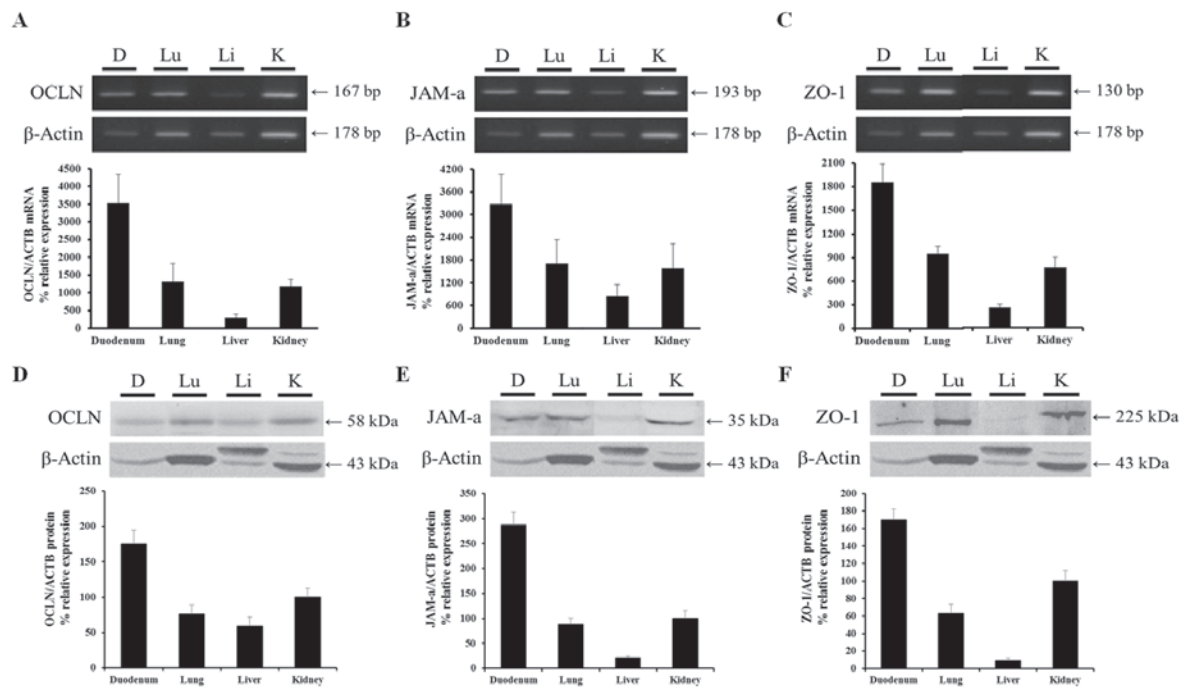 A
D Lu Li K
OCLN ← 167 bp
β-Actin ← 178 bp
OCLN/ACTB mRNA
% relative expression
4500
4000
3500
3000
2500
2000
1500
1000
500
0
Duodenum Lung Liver Kidney
B
D Lu Li K
JAM-a ← 193 bp
β-Actin ← 178 bp
JAM-a/ACTB mRNA
% relative expression
4200
3600
3000
2400
1800
1200
600
0
Duodenum Lung Liver Kidney
C
D Lu Li K
ZO-1 ← 130 bp
β-Actin ← 178 bp
ZO-1/ACTB mRNA
% relative expression
2100
1800
1500
1200
900
600
300
0
Duodenum Lung Liver Kidney
D
D Lu Li K
OCLN ← 58 kDa
β-Actin ← 43 kDa
OCLN/ACTB protein
% relative expression
250
200
150
100
50
0
Duodenum Lung Liver Kidney
E
D Lu Li K
JAM-a ← 35 kDa
β-Actin ← 43 kDa
JAM-a/ACTB protein
% relative expression
350
300
250
200
150
100
50
0
Duodenum Lung Liver Kidney
F
D Lu Li K
ZO-1 ← 225 kDa
β-Actin ← 43 kDa
ZO-1/ACTB protein
% relative expression
200
180
160
140
120
100
80
60
40
20
0
Duodenum Lung Liver Kidney